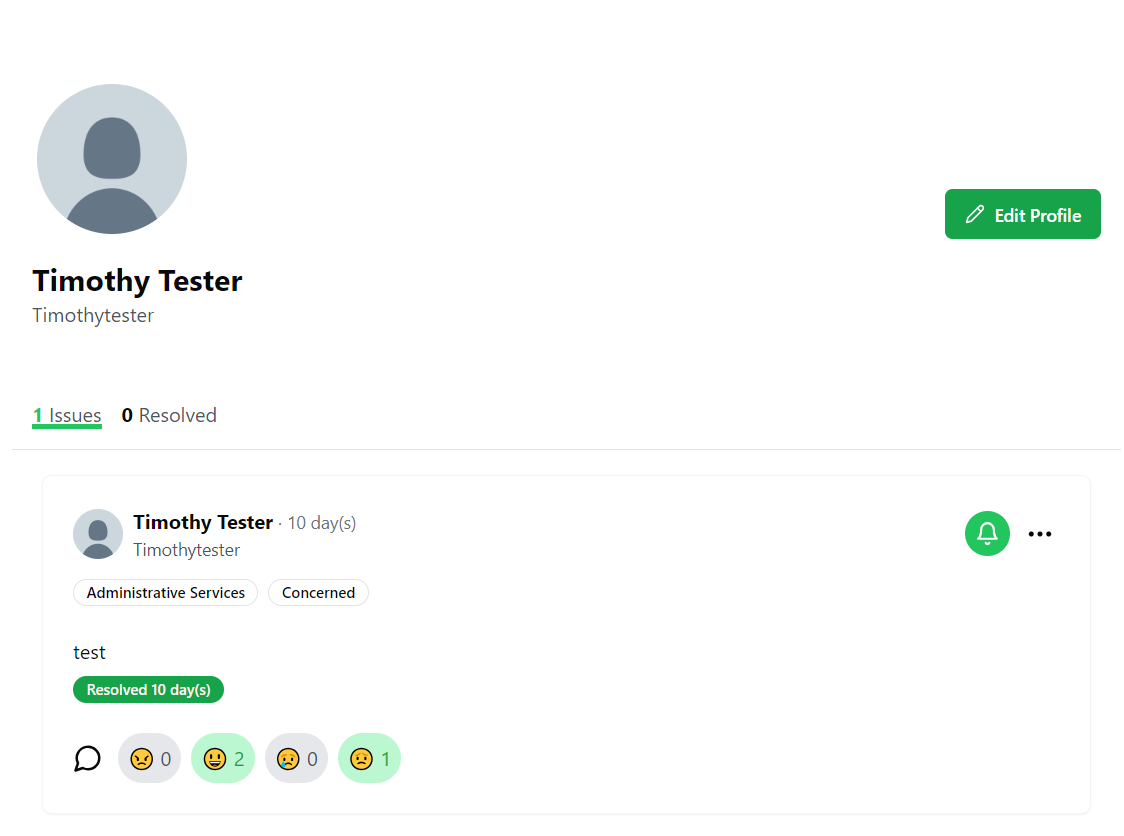 Edit Profile
Timothy Tester
Timothytester
1 Issues 0 Resolved
Timothy Tester · 10 day(s)
Timothytester
Administrative Services Concerned
test
Resolved 10 day(s)
0 2 0 1